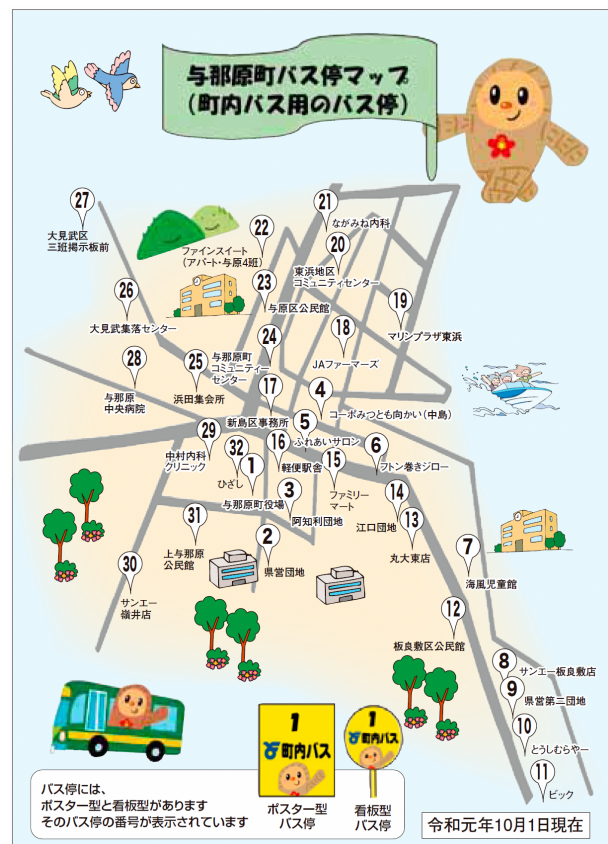 与那原町バス停マップ
(町内バス用のバス停)
27
大見武区
三班掲示板前
22
ファインスイート
(アパート・与原4班)
21
ながみね内科
20
東浜地区
コミュニティセンター
23
与原区公民館
19
マリンプラザ東浜
26
大見武集落センター
18
JAファーマーズ
24
与那原町
コミュニティー
センター
25
浜田集会所
28
与那原
中央病院
17
新島区事務所
4
コーポみつとも向かい(中島)
5
ふれあいサロン
29
中村内科
クリニック
32
ひざし
1
与那原町役場
16
軽便駅舎
15
ファミリー
マート
6
フトン巻きジロー
3
阿知利団地
14
江口団地
13
丸大東店
31
上与那原
公民館
2
県営団地
7
海風児童館
30
サンエー
嶺井店
12
板良敷区公民館
8
サンエー板良敷店
9
県営第二団地
10
とうしむらやー
11
ビック
バス停には、
ポスター型と看板型があります
そのバス停の番号が表示されています
1
町内バス
ポスター型
バス停
1
町内バス
看板型
バス停
令和元年10月1日現在